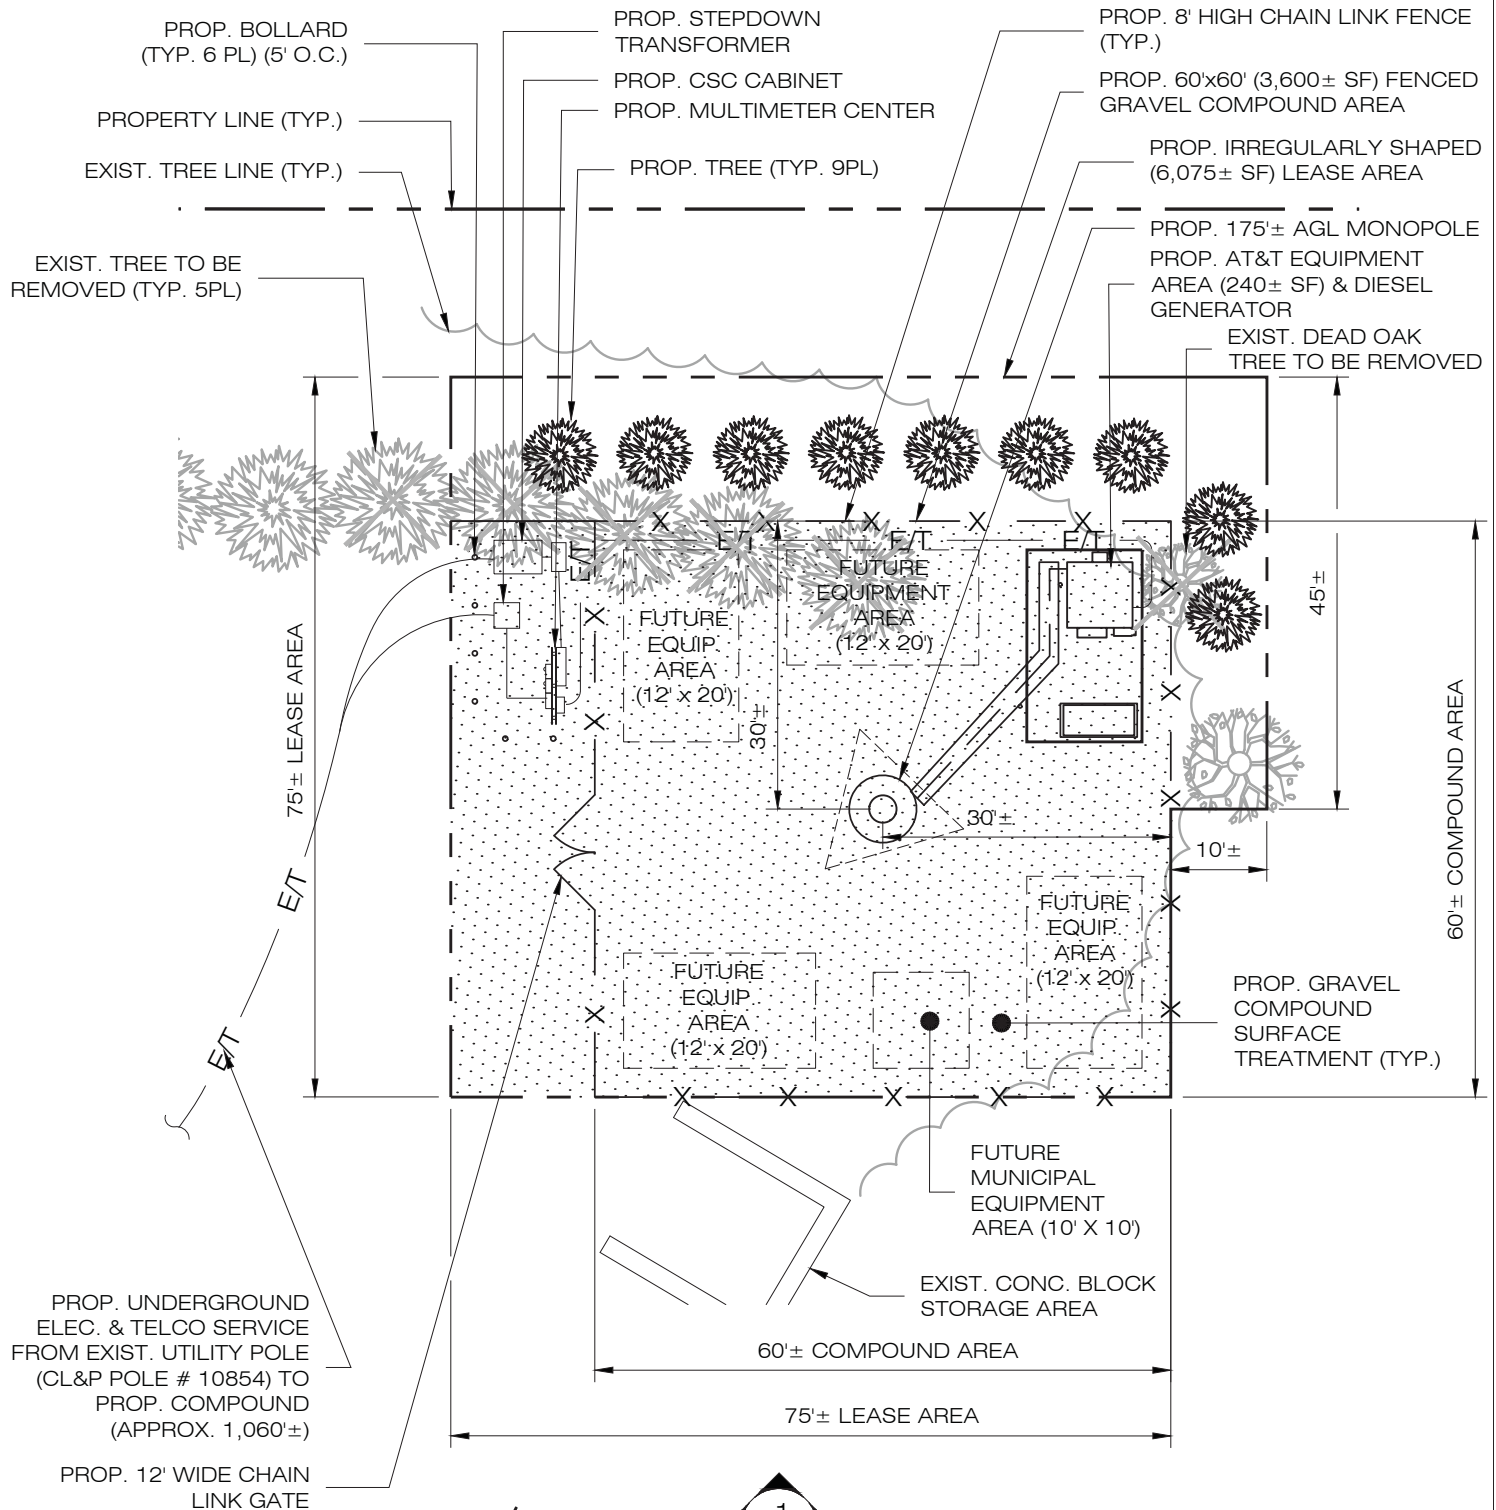 PROP. BOLLARD
(TYP. 6 PL) (5' O.C.)
PROPERTY LINE (TYP.)
EXIST. TREE LINE (TYP.)
EXIST. TREE TO BE
REMOVED (TYP. 5PL)
PROP. STEPDOWN
TRANSFORMER
PROP. CSC CABINET
PROP. MULTIMETER CENTER
PROP. TREE (TYP. 9PL)
PROP. 8' HIGH CHAIN LINK FENCE
(TYP.)
PROP. 60'x60' (3,600± SF) FENCED
GRAVEL COMPOUND AREA
PROP. IRREGULARLY SHAPED
(6,075± SF) LEASE AREA
PROP. 175'± AGL MONOPOLE
PROP. AT&T EQUIPMENT
AREA (240± SF) & DIESEL
GENERATOR
EXIST. DEAD OAK
TREE TO BE REMOVED
E/T
E/T
E/T
E/T
FUTURE
EQUIPMENT
AREA
(12' x 20')
FUTURE
EQUIP.
AREA
(12' x 20')
30'±
30'±
45'±
10'±
75'± LEASE AREA
60'± COMPOUND AREA
E/T
E/T
FUTURE
EQUIP.
AREA
(12' x 20')
FUTURE
EQUIP.
AREA
(12' x 20')
PROP. GRAVEL
COMPOUND
SURFACE
TREATMENT (TYP.)
FUTURE
MUNICIPAL
EQUIPMENT
AREA (10' X 10')
EXIST. CONC. BLOCK
STORAGE AREA
PROP. UNDERGROUND
ELEC. & TELCO SERVICE
FROM EXIST. UTILITY POLE
(CL&P POLE # 10854) TO
PROP. COMPOUND
(APPROX. 1,060'±)
60'± COMPOUND AREA
75'± LEASE AREA
PROP. 12' WIDE CHAIN
LINK GATE
1